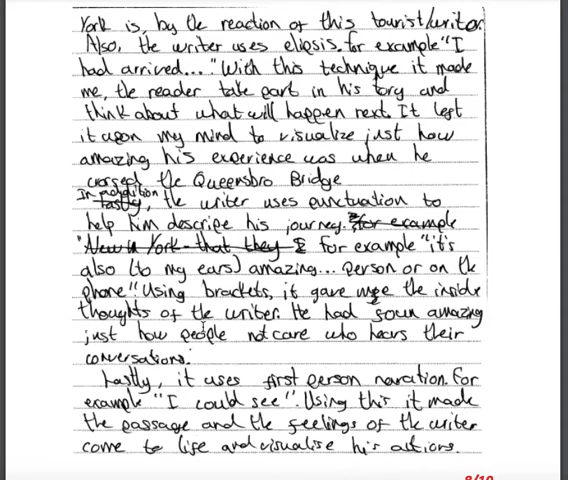 York is, by the reaction of this tourist/writer.
Also, the writer uses elipsis. for example "I
had arrived..." With this technique it made
me, the reader take part in his tory and
think about what will happen next. It left
it upon my mind to visualize just how
amazing his experience was when he
crossed the Queensbro Bridge
In addition
lastly, the writer uses punctuation to
help him describe his journey. for example
"New York - that they I for example "it's
also (to my ears) amazing... person or on the
phone". Using brackets, it gave me the inside
thoughts of the writer. He had foun amazing
just how people not care who hears their
conversations.
Lastly, it uses first person naration. For
example "I could see". Using this it made
the passage and the feelings of the writer
come to life and visualise his actions.